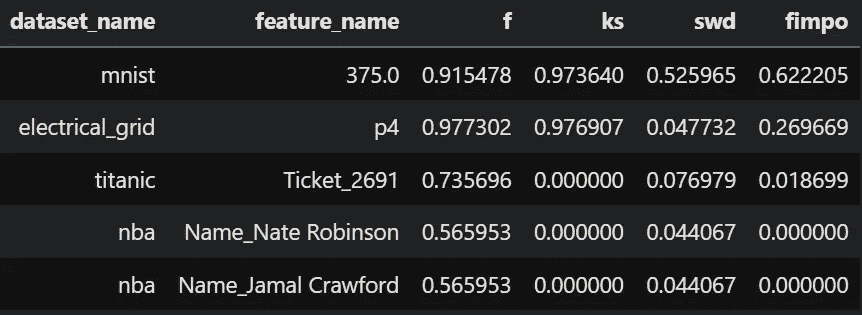 dataset_name feature_name f ks swd fimpo
mnist 375.0 0.915478 0.973640 0.525965 0.622205
electrical_grid p4 0.977302 0.976907 0.047732 0.269669
titanic Ticket_2691 0.735696 0.000000 0.076979 0.018699
nba Name_Nate Robinson 0.565953 0.000000 0.044067 0.000000
nba Name_Jamal Crawford 0.565953 0.000000 0.044067 0.000000